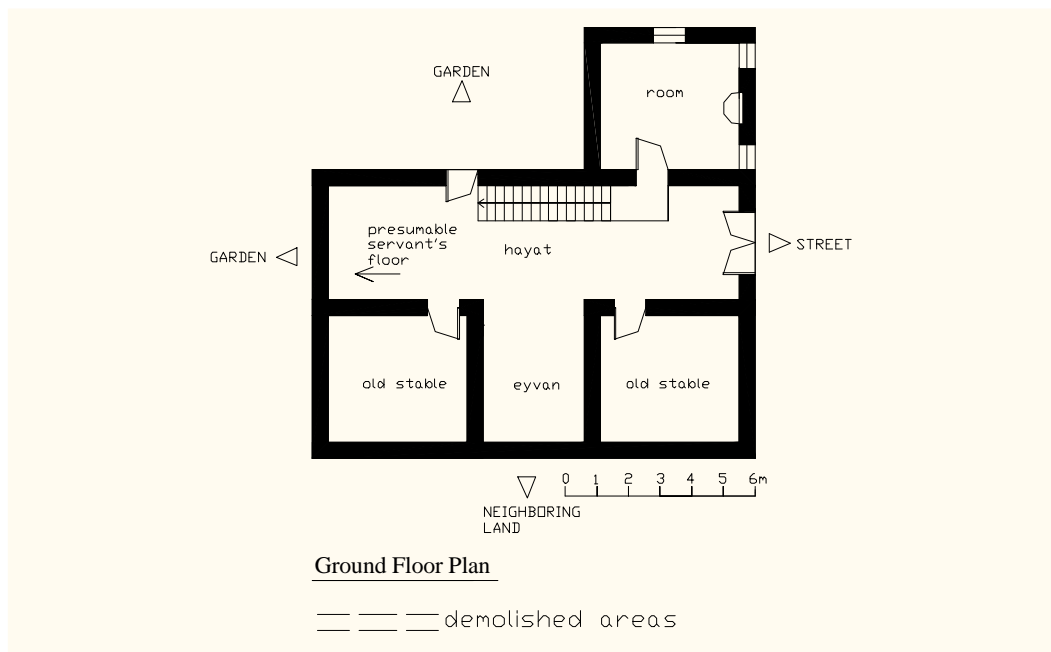 GARDEN
room
presumable
servant's
floor
hayat
GARDEN
STREET
old stable
eyvan
old stable
0 1 2 3 4 5 6m
NEIGHBORING
LAND
Ground Floor Plan
demolished areas